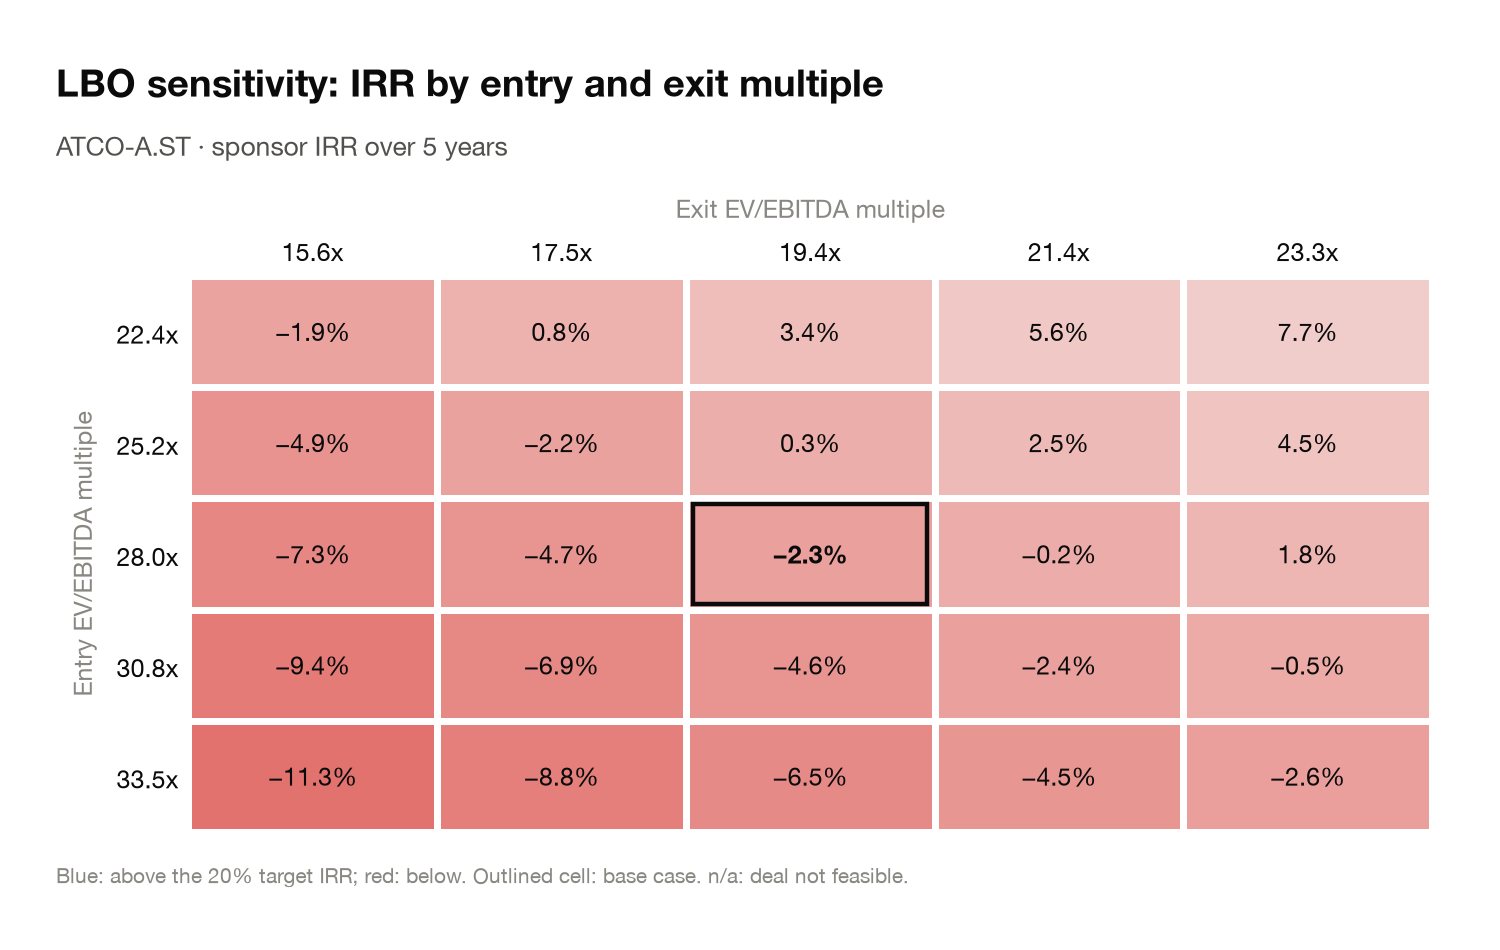 LBO sensitivity: IRR by entry and exit multiple
ATCO-A.ST · sponsor IRR over 5 years
Exit EV/EBITDA multiple
15.6x 17.5x 19.4x 21.4x 23.3x
Entry EV/EBITDA multiple
22.4x −1.9% 0.8% 3.4% 5.6% 7.7%
25.2x −4.9% −2.2% 0.3% 2.5% 4.5%
28.0x −7.3% −4.7% −2.3% −0.2% 1.8%
30.8x −9.4% −6.9% −4.6% −2.4% −0.5%
33.5x −11.3% −8.8% −6.5% −4.5% −2.6%
Blue: above the 20% target IRR; red: below. Outlined cell: base case. n/a: deal not feasible.